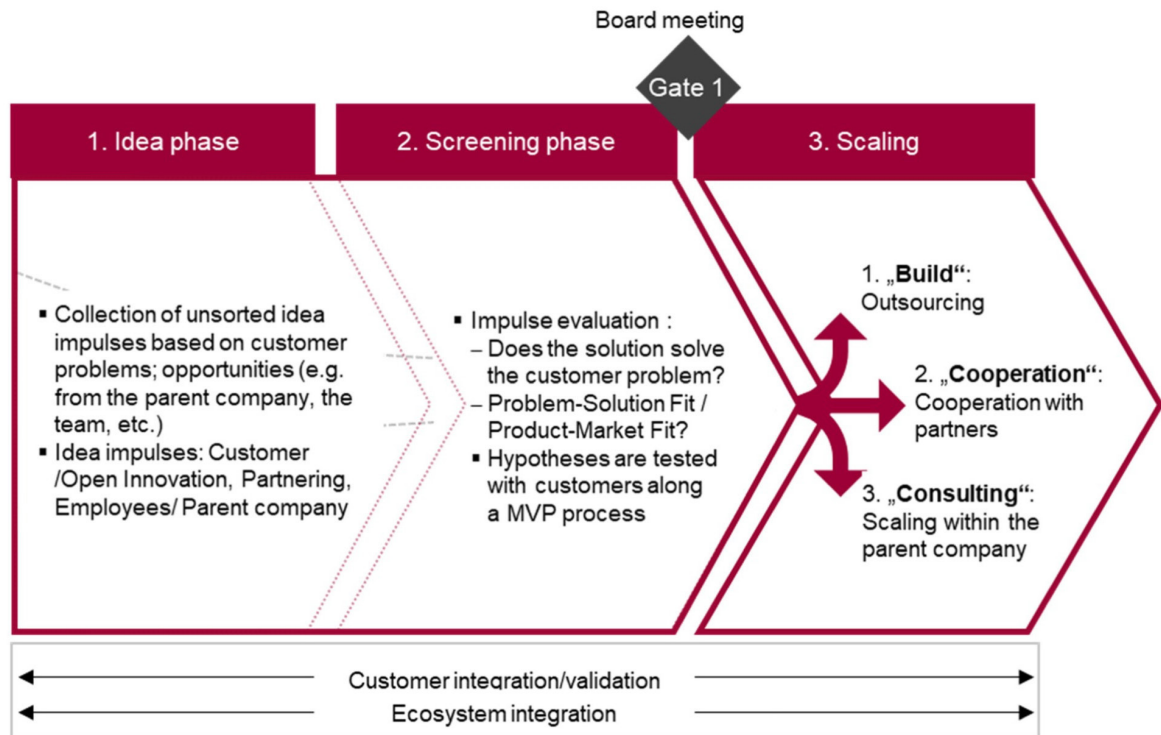 Board meeting
Gate 1
1. Idea phase
2. Screening phase
3. Scaling
▪ Collection of unsorted idea
impulses based on customer
problems; opportunities (e.g.
from the parent company, the
team, etc.)
▪ Idea impulses: Customer
/Open Innovation, Partnering,
Employees/ Parent company
▪ Impulse evaluation :
– Does the solution solve
the customer problem?
– Problem-Solution Fit /
Product-Market Fit?
▪ Hypotheses are tested
with customers along
a MVP process
1. „Build“:
Outsourcing
2. „Cooperation“:
Cooperation with
partners
3. „Consulting“:
Scaling within the
parent company
Customer integration/validation
Ecosystem integration